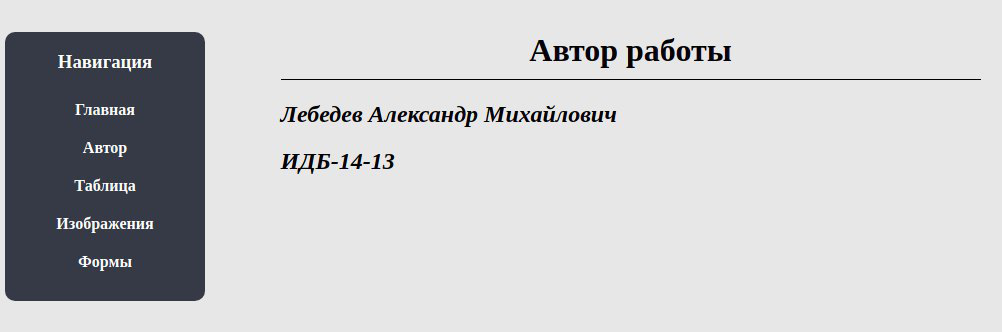 Навигация
Главная
Автор
Таблица
Изображения
Формы
Автор работы
Лебедев Александр Михайлович
ИДБ-14-13